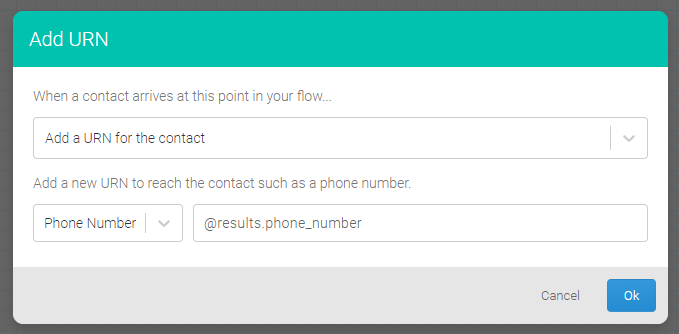 Add URN
When a contact arrives at this point in your flow...
Add a URN for the contact
Add a new URN to reach the contact such as a phone number.
Phone Number @results.phone_number
Cancel Ok